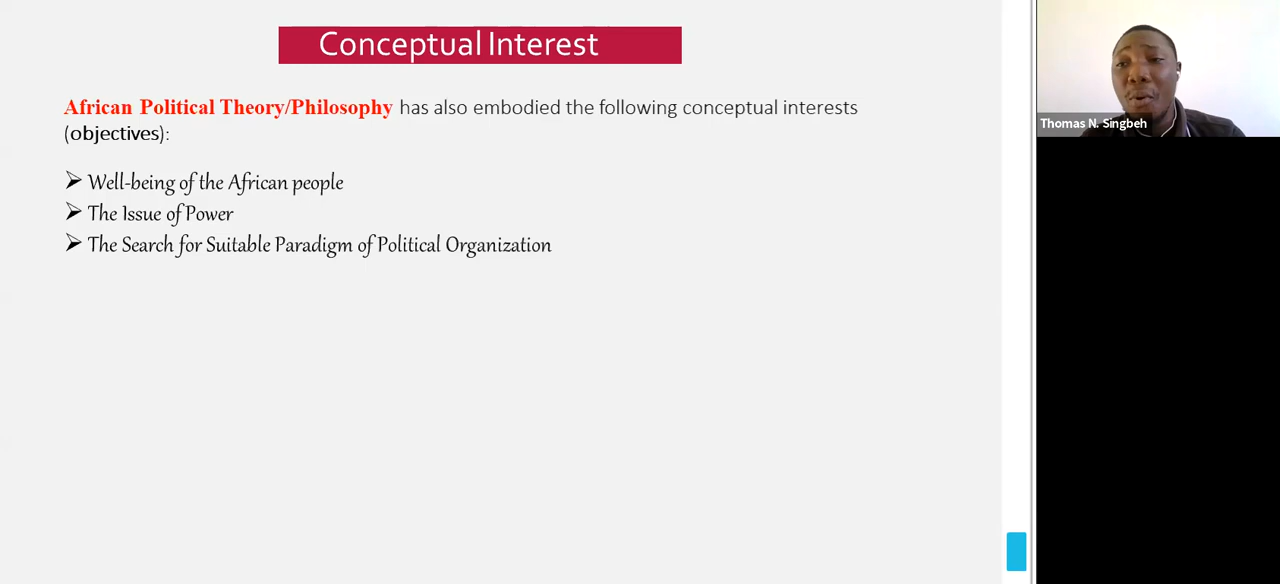 Conceptual Interest
African Political Theory/Philosophy has also embodied the following conceptual interests
(objectives):
➢ Well-being of the African people
➢ The Issue of Power
➢ The Search for Suitable Paradigm of Political Organization
Thomas N. Singbeh